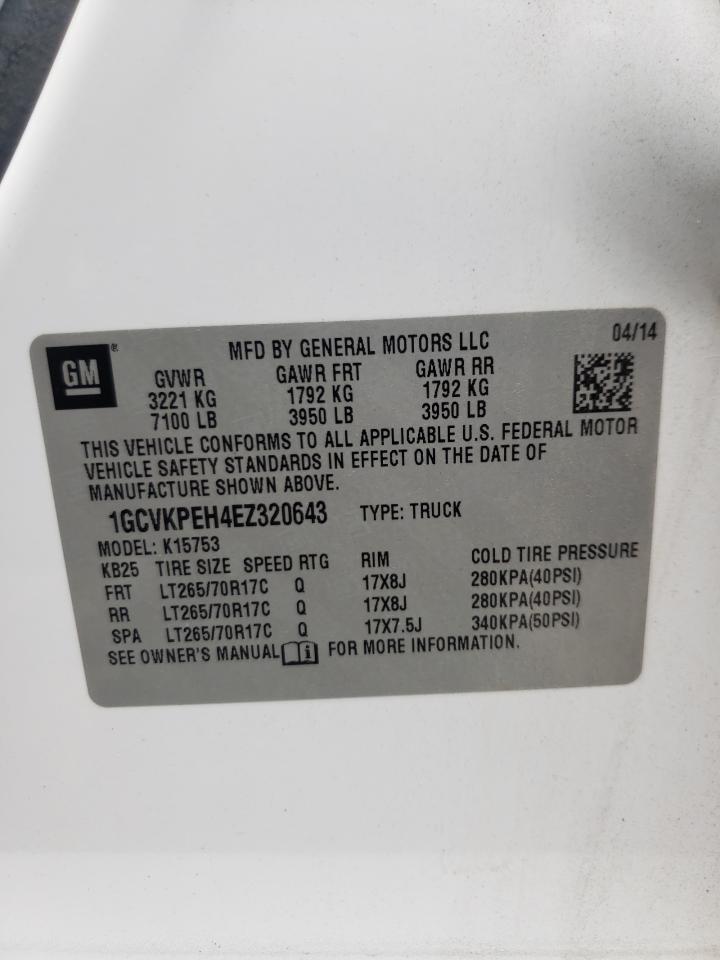 GM®
MFD BY GENERAL MOTORS LLC 04/14
GVWR GAWR FRT GAWR RR
3221 KG 1792 KG 1792 KG
7100 LB 3950 LB 3950 LB
THIS VEHICLE CONFORMS TO ALL APPLICABLE U.S. FEDERAL MOTOR
VEHICLE SAFETY STANDARDS IN EFFECT ON THE DATE OF
MANUFACTURE SHOWN ABOVE.
1GCVKPEH4EZ320643 TYPE: TRUCK
MODEL: K15753
KB25 TIRE SIZE SPEED RTG RIM COLD TIRE PRESSURE
FRT LT265/70R17C Q 17X8J 280KPA(40PSI)
RR LT265/70R17C Q 17X8J 280KPA(40PSI)
SPA LT265/70R17C Q 17X7.5J 340KPA(50PSI)
SEE OWNER'S MANUAL i FOR MORE INFORMATION.